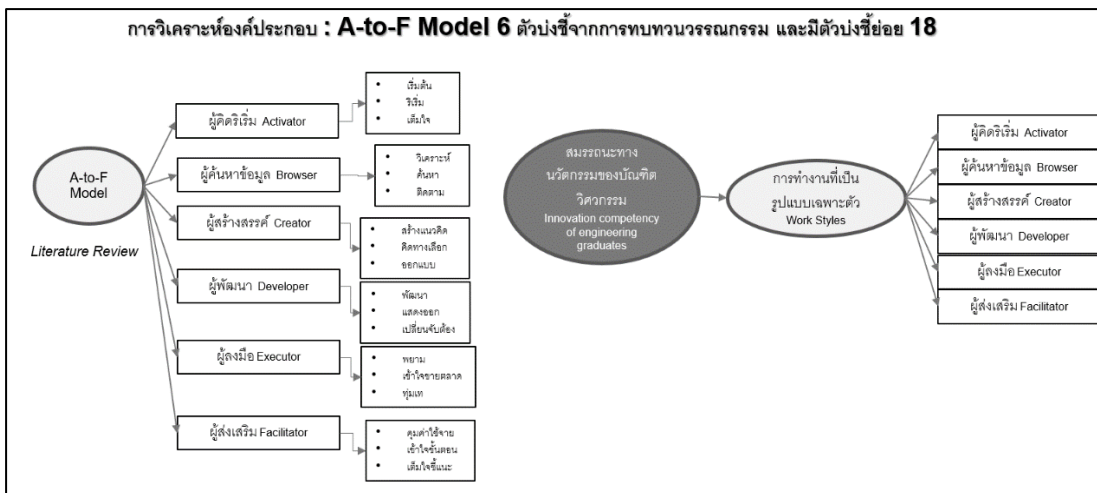 การวิเคราะห์องค์ประกอบ : A-to-F Model 6 ตัวบ่งชี้จากการทบทวนวรรณกรรม และมีตัวบ่งชี้ย่อย 18
A-to-F
Model
Literature Review
ผู้คิดริเริ่ม Activator
• เริ่มต้น
• ริเริ่ม
• เต็มใจ
ผู้ค้นหาข้อมูล Browser
• วิเคราะห์
• ค้นหา
• ติดตาม
ผู้สร้างสรรค์ Creator
• สร้างแนวคิด
• คิดทางเลือก
• ออกแบบ
ผู้พัฒนา Developer
• พัฒนา
• แสดงออก
• เปลี่ยนจับต้อง
ผู้ลงมือ Executor
• พยาม
• เข้าใจขายตลาด
• ทุ่มเท
ผู้ส่งเสริม Facilitator
• คุมค่าใช้จ่าย
• เข้าใจขั้นตอน
• เต็มใจชี้แนะ
สมรรถนะทาง
นวัตกรรมของบัณฑิต
วิศวกรรม
Innovation competency
of engineering
graduates
การทำงานที่เป็น
รูปแบบเฉพาะตัว
Work Styles
ผู้คิดริเริ่ม Activator
ผู้ค้นหาข้อมูล Browser
ผู้สร้างสรรค์ Creator
ผู้พัฒนา Developer
ผู้ลงมือ Executor
ผู้ส่งเสริม Facilitator